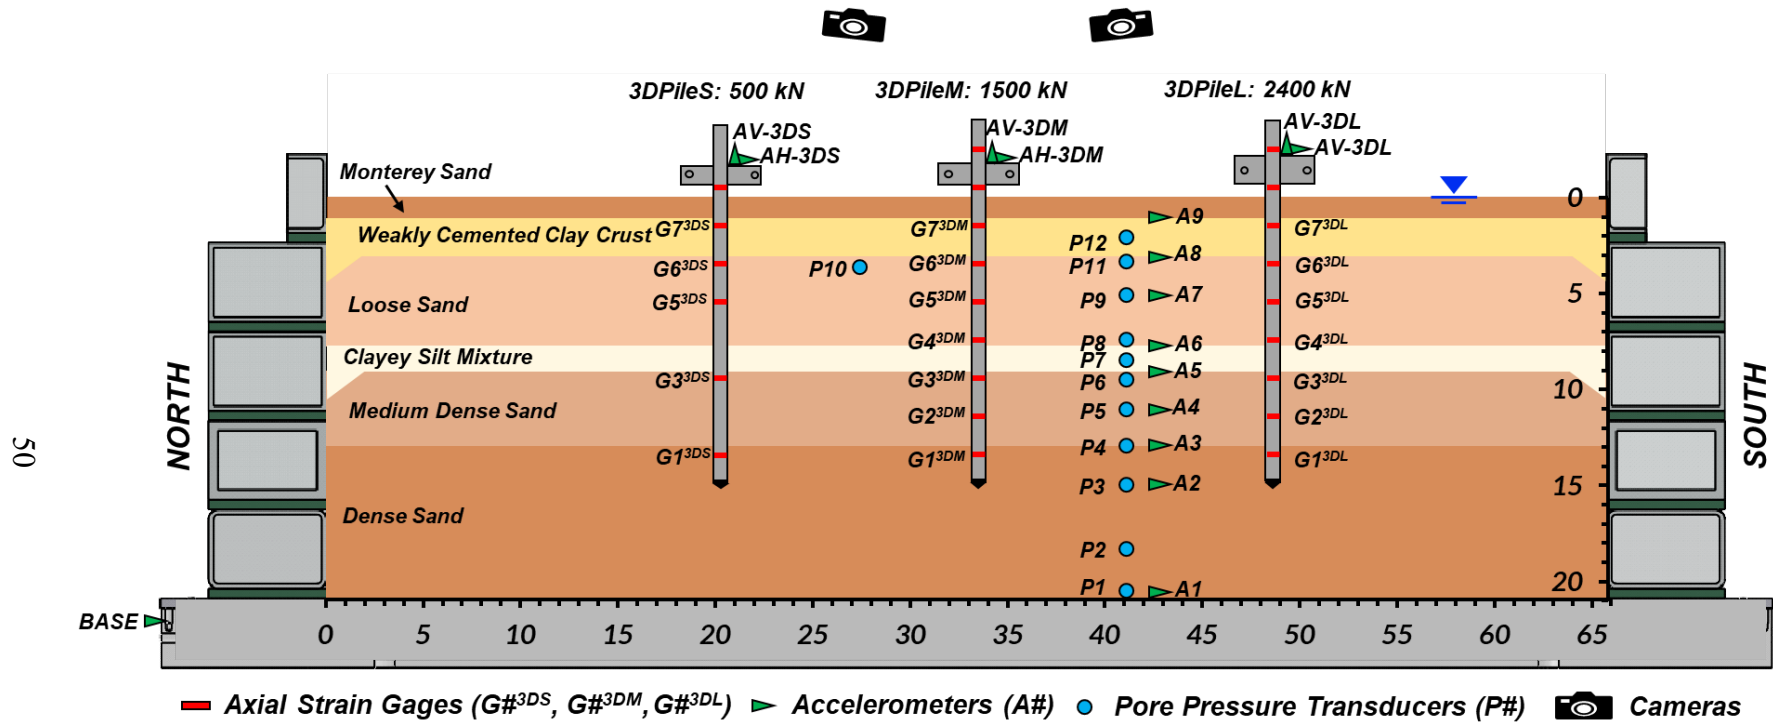 3DPileS: 500 kN
3DPileM: 1500 kN
3DPileL: 2400 kN
AV-3DS
AH-3DS
AV-3DM
AH-3DM
AV-3DL
AV-3DL
Monterey Sand
Weakly Cemented Clay Crust
Loose Sand
Clayey Silt Mixture
Medium Dense Sand
Dense Sand
G7³ᴰˢ
G6³ᴰˢ
G5³ᴰˢ
G3³ᴰˢ
G1³ᴰˢ
P10
G7³ᴰᴹ
G6³ᴰᴹ
G5³ᴰᴹ
G4³ᴰᴹ
G3³ᴰᴹ
G2³ᴰᴹ
G1³ᴰᴹ
P12
P11
P9
P8
P7
P6
P5
P4
P3
P2
P1
A9
A8
A7
A6
A5
A4
A3
A2
A1
G7³ᴰᴸ
G6³ᴰᴸ
G5³ᴰᴸ
G4³ᴰᴸ
G3³ᴰᴸ
G2³ᴰᴸ
G1³ᴰᴸ
0
5
10
15
20
NORTH
SOUTH
50
BASE
0 5 10 15 20 25 30 35 40 45 50 55 60 65
Axial Strain Gages (G#³ᴰˢ, G#³ᴰᴹ, G#³ᴰᴸ) Accelerometers (A#) Pore Pressure Transducers (P#) Cameras